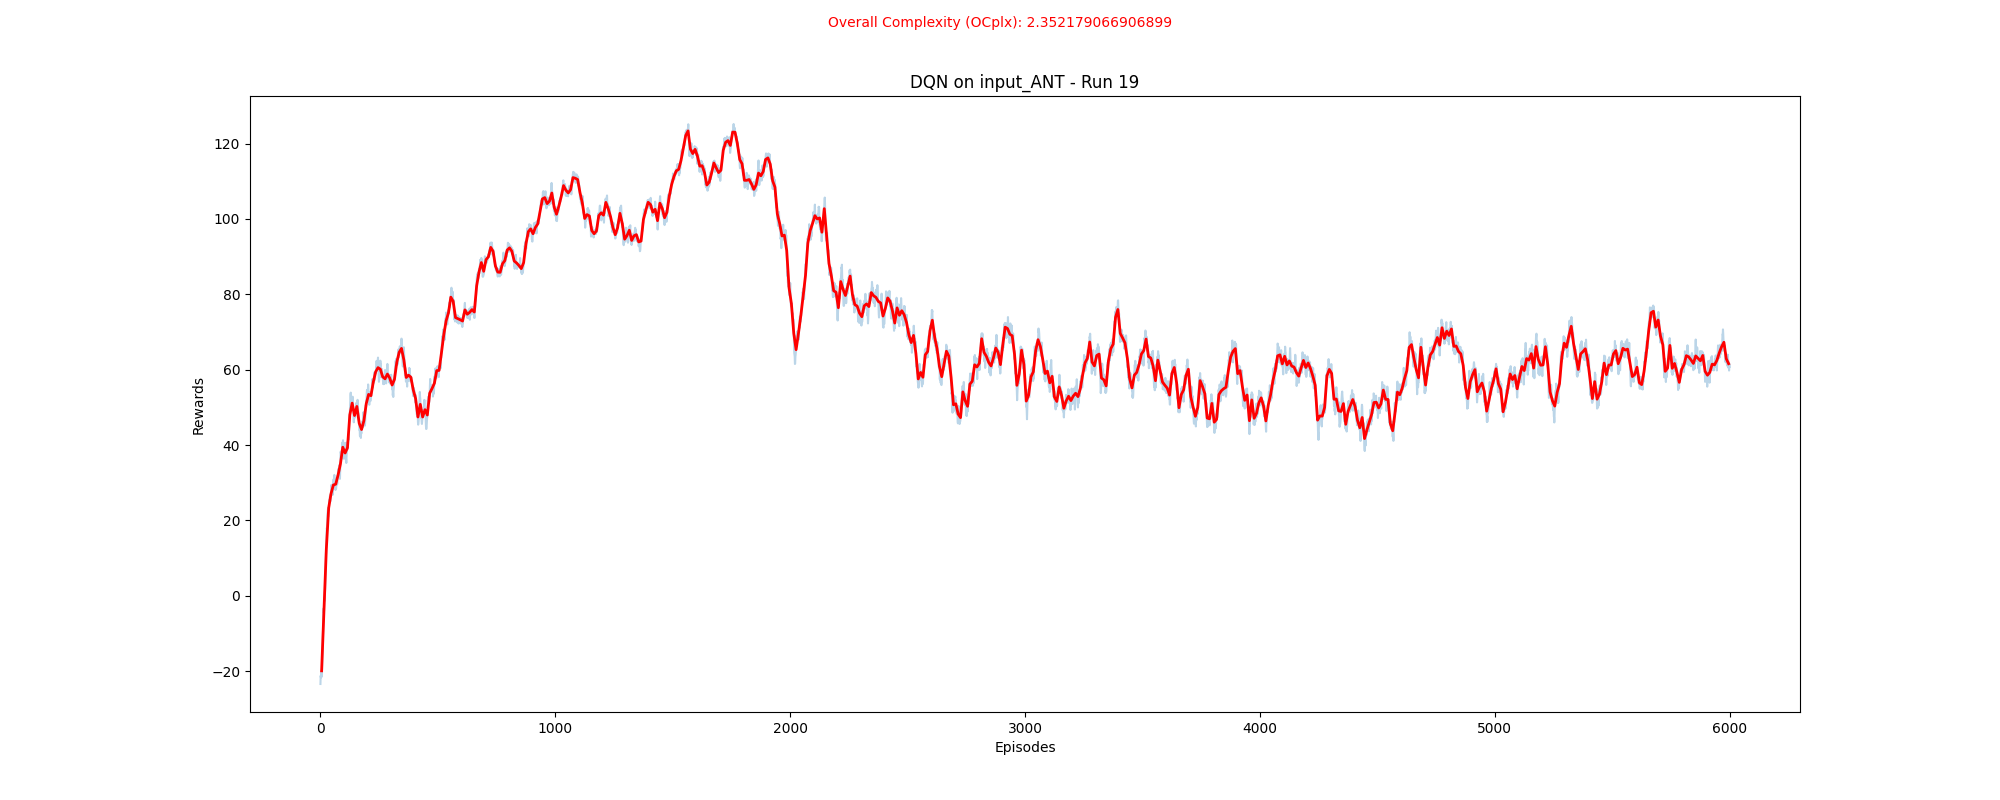 Overall Complexity (OCplx): 2.352179066906899
DQN on input_ANT - Run 19
Rewards
120
100
80
60
40
20
0
−20
0 1000 2000 3000 4000 5000 6000
Episodes